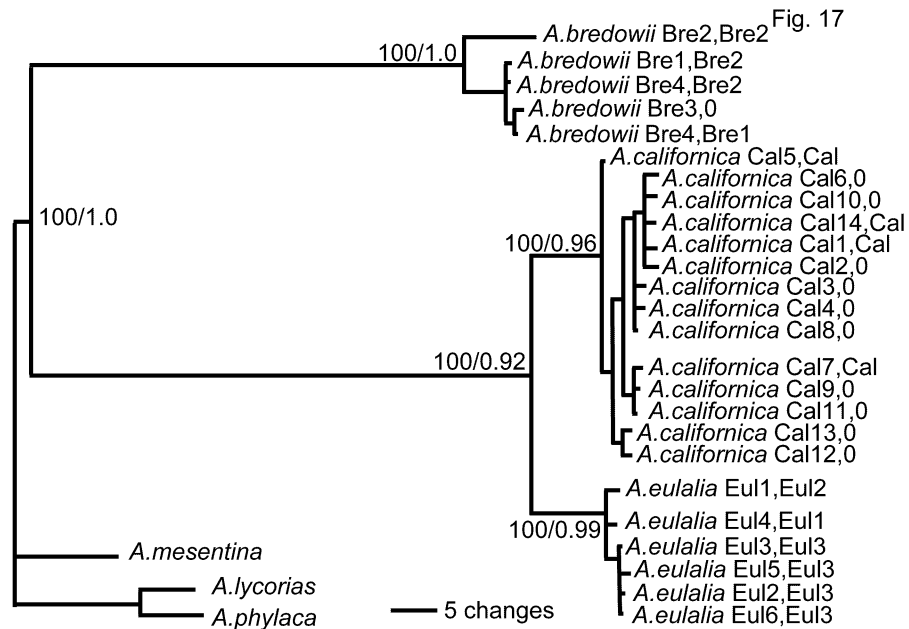 Fig. 17
A.bredowii Bre2,Bre2
100/1.0
A.bredowii Bre1,Bre2
A.bredowii Bre4,Bre2
A.bredowii Bre3,0
A.bredowii Bre4,Bre1
A.californica Cal5,Cal
A.californica Cal6,0
A.californica Cal10,0
100/1.0
A.californica Cal14,Cal
100/0.96
A.californica Cal1,Cal
A.californica Cal2,0
A.californica Cal3,0
A.californica Cal4,0
A.californica Cal8,0
100/0.92
A.californica Cal7,Cal
A.californica Cal9,0
A.californica Cal11,0
A.californica Cal13,0
A.californica Cal12,0
A.eulalia Eul1,Eul2
A.eulalia Eul4,Eul1
100/0.99
A.eulalia Eul3,Eul3
A.eulalia Eul5,Eul3
A.eulalia Eul2,Eul3
A.eulalia Eul6,Eul3
A.mesentina
A.lycorias
A.phylaca
5 changes